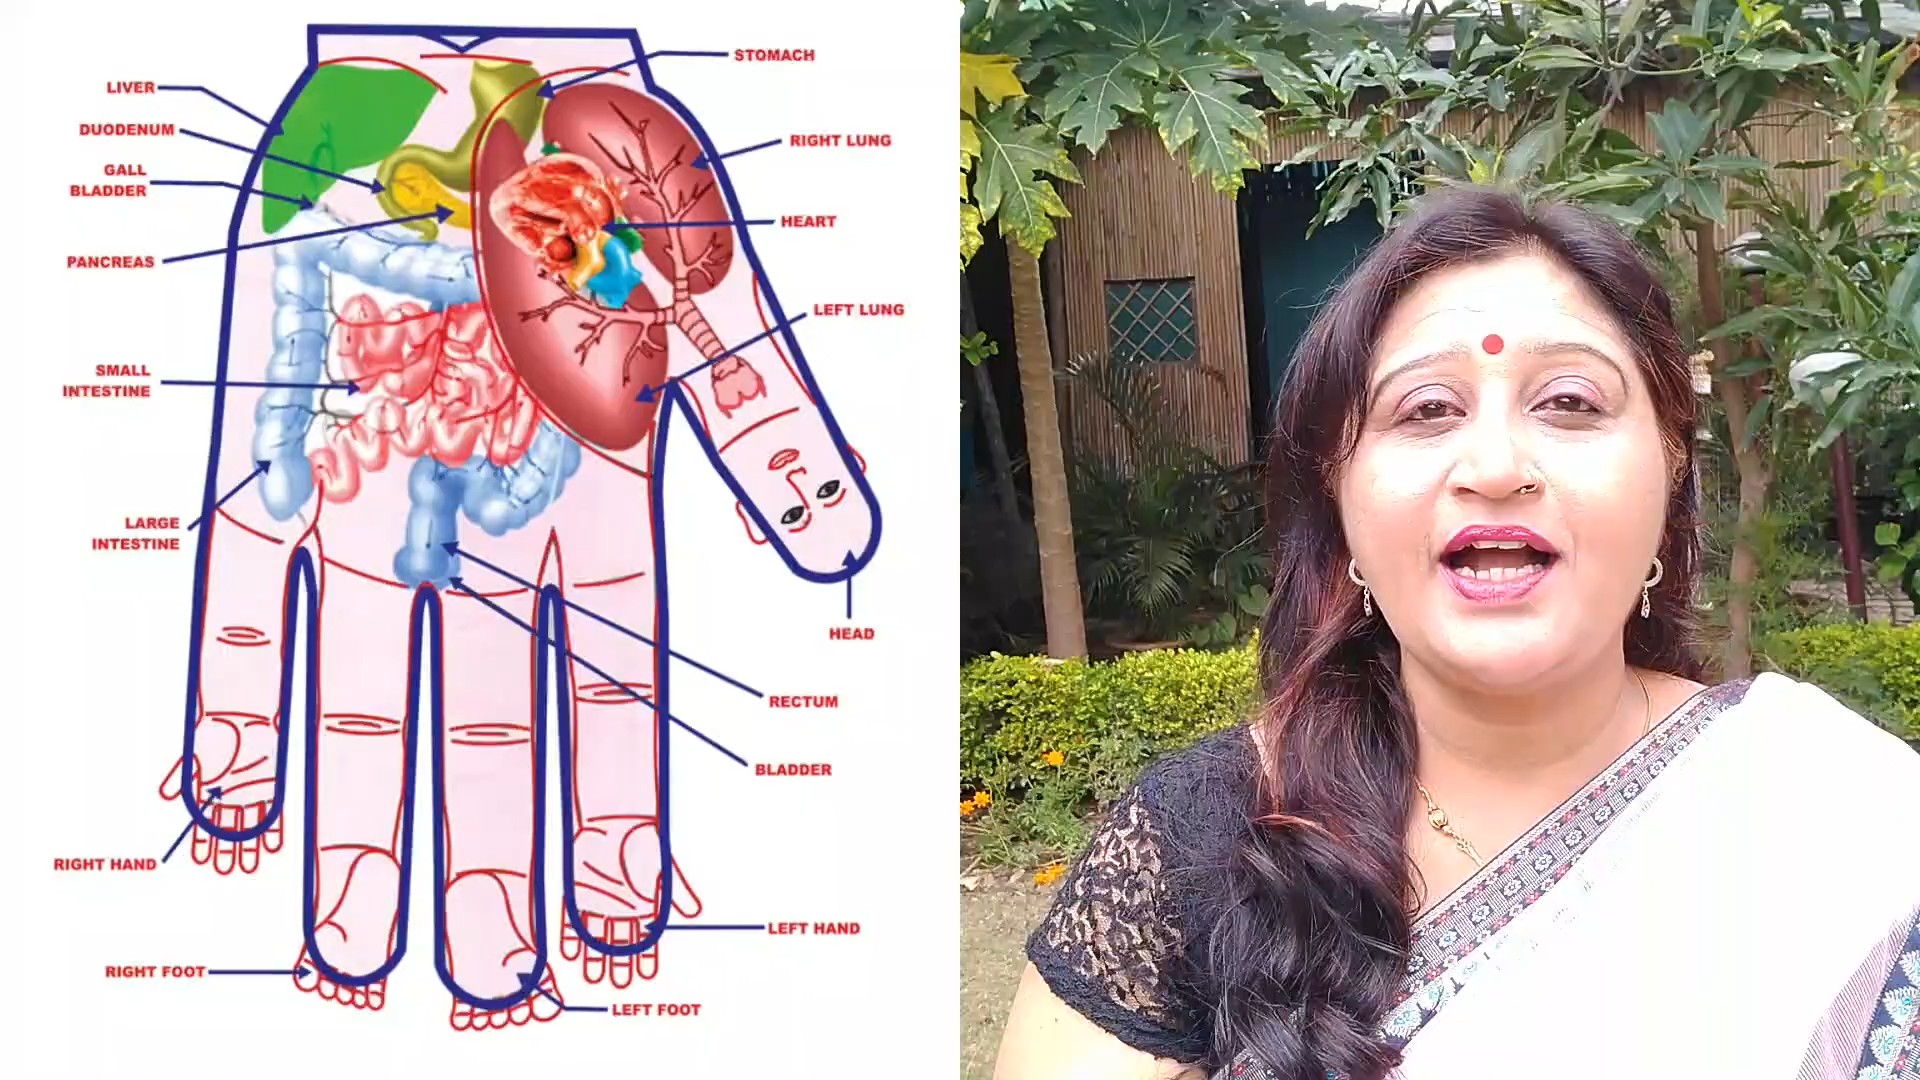 STOMACH
LIVER
DUODENUM
RIGHT LUNG
GALL
BLADDER
HEART
PANCREAS
LEFT LUNG
SMALL
INTESTINE
LARGE
INTESTINE
HEAD
RECTUM
BLADDER
RIGHT HAND
LEFT HAND
RIGHT FOOT
LEFT FOOT